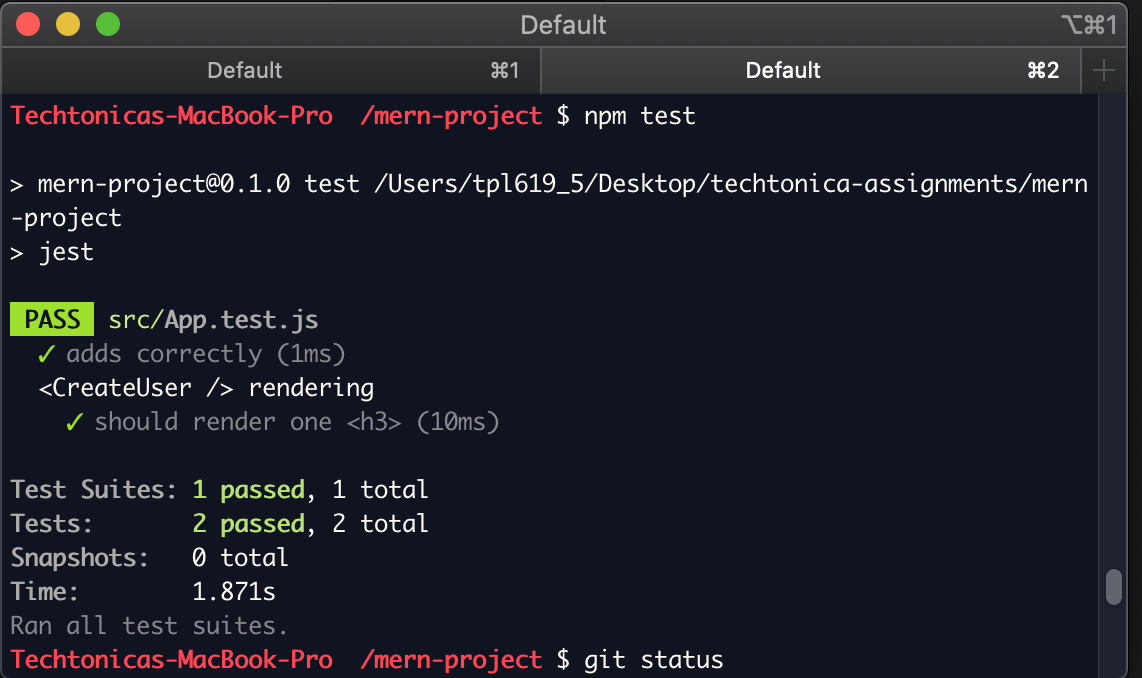 Default ⌥⌘1
Default ⌘1 Default ⌘2 +
Techtonicas-MacBook-Pro /mern-project $ npm test
> mern-project@0.1.0 test /Users/tpl619_5/Desktop/techtonica-assignments/mern
-project
> jest
PASS src/App.test.js
✓ adds correctly (1ms)
<CreateUser /> rendering
✓ should render one <h3> (10ms)
Test Suites: 1 passed, 1 total
Tests: 2 passed, 2 total
Snapshots: 0 total
Time: 1.871s
Ran all test suites.
Techtonicas-MacBook-Pro /mern-project $ git status